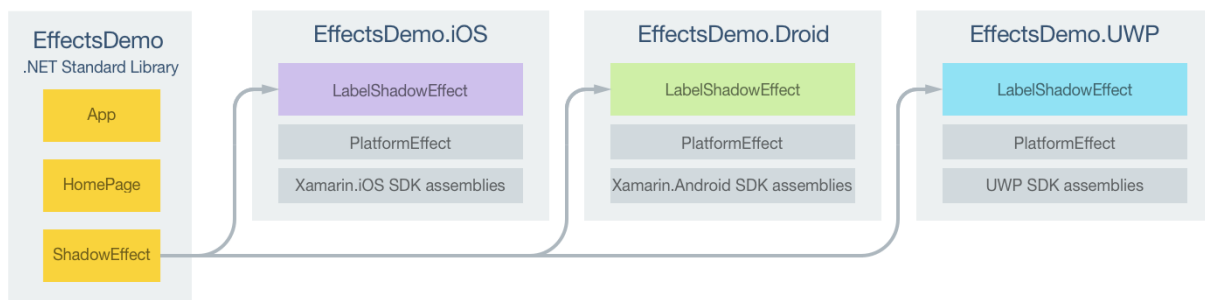 EffectsDemo
.NET Standard Library
App
HomePage
ShadowEffect
EffectsDemo.iOS
LabelShadowEffect
PlatformEffect
Xamarin.iOS SDK assemblies
EffectsDemo.Droid
LabelShadowEffect
PlatformEffect
Xamarin.Android SDK assemblies
EffectsDemo.UWP
LabelShadowEffect
PlatformEffect
UWP SDK assemblies